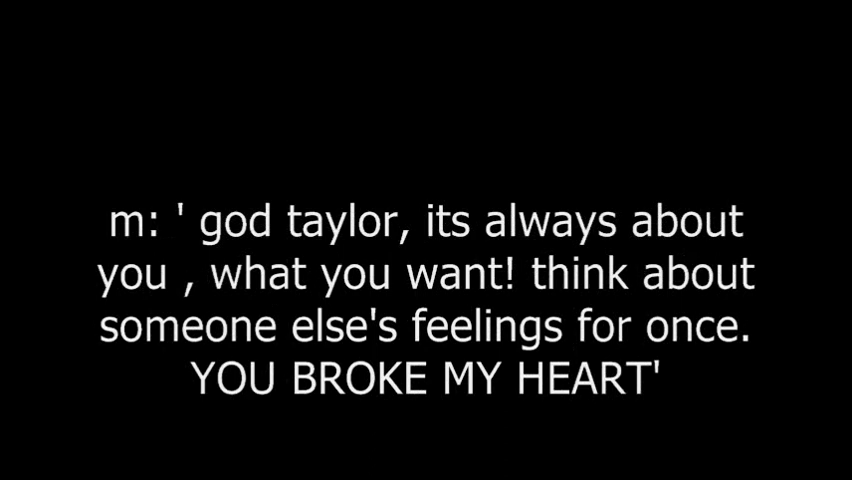 m: ' god taylor, its always about
you , what you want! think about
someone else's feelings for once.
YOU BROKE MY HEART'